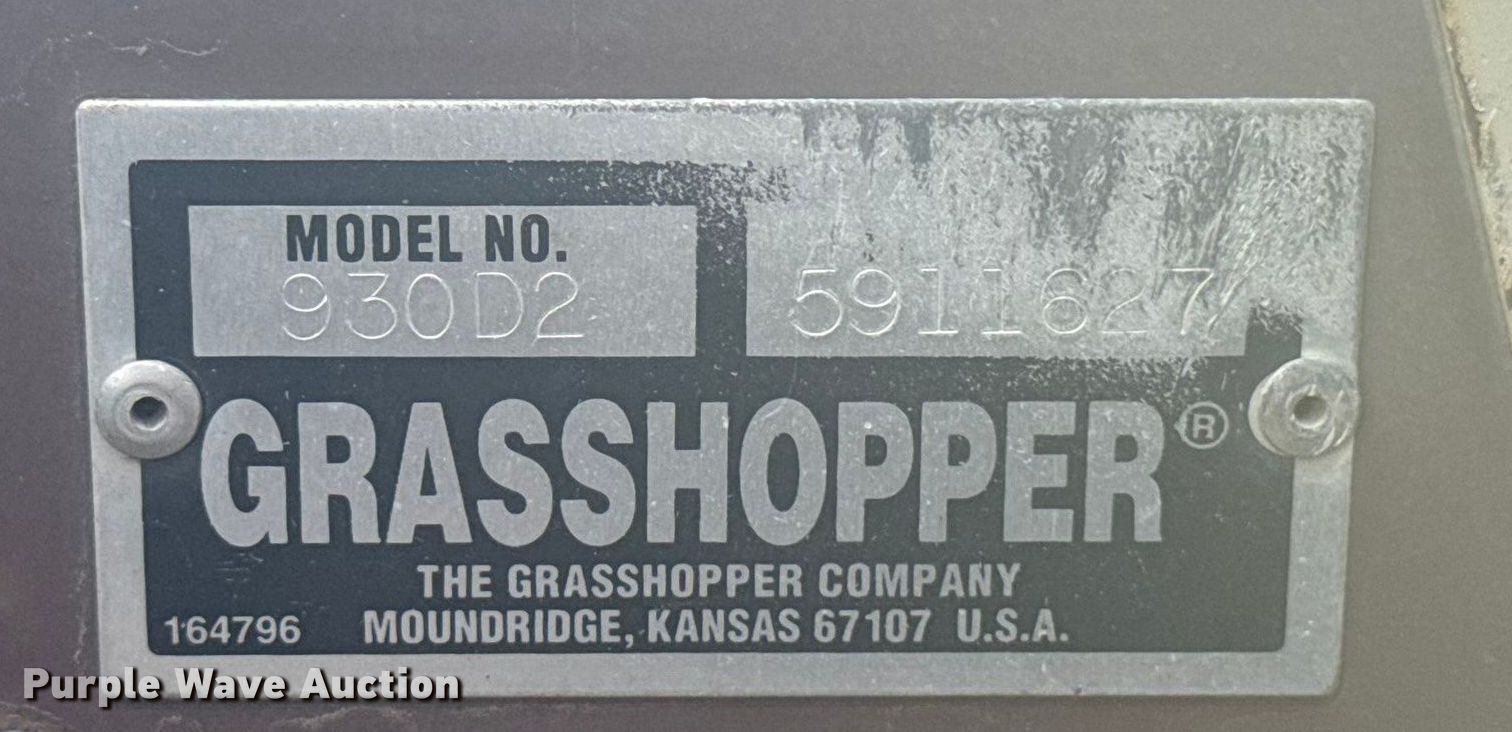 MODEL NO.
930D2 5911627
GRASSHOPPER®
THE GRASSHOPPER COMPANY
164796 MOUNDRIDGE, KANSAS 67107 U.S.A.
Purple Wave Auction